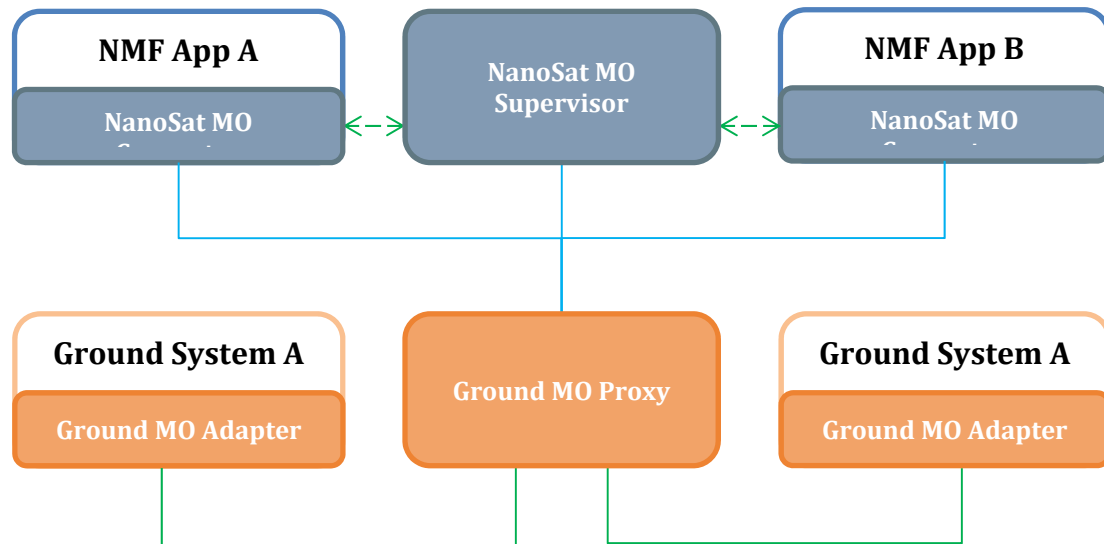 NMF App A
NanoSat MO
NanoSat MO
Supervisor
NMF App B
NanoSat MO
Ground System A
Ground MO Adapter
Ground MO Proxy
Ground System A
Ground MO Adapter